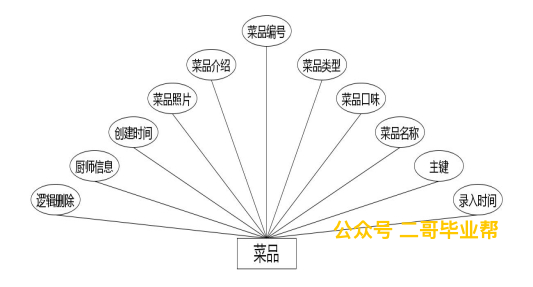 菜品编号
菜品介绍
菜品类型
菜品照片
菜品口味
创建时间
菜品名称
厨师信息
主键
逻辑删除
录入时间
公众号 二哥毕业帮
菜品